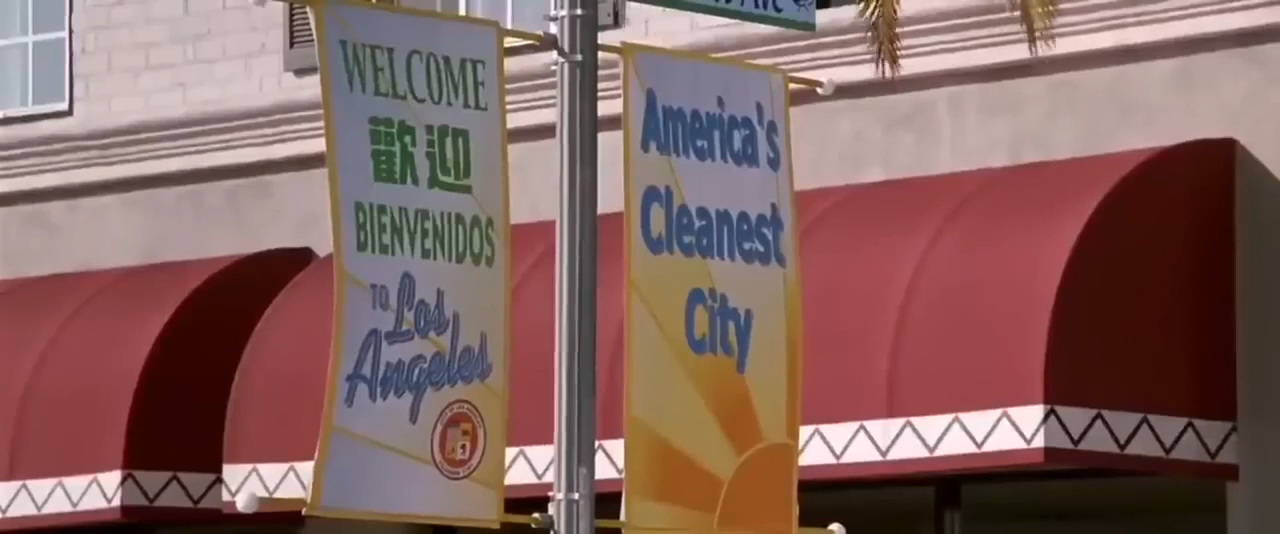 WELCOME
歡迎
BIENVENIDOS
TO Los
Angeles
America's
Cleanest
City